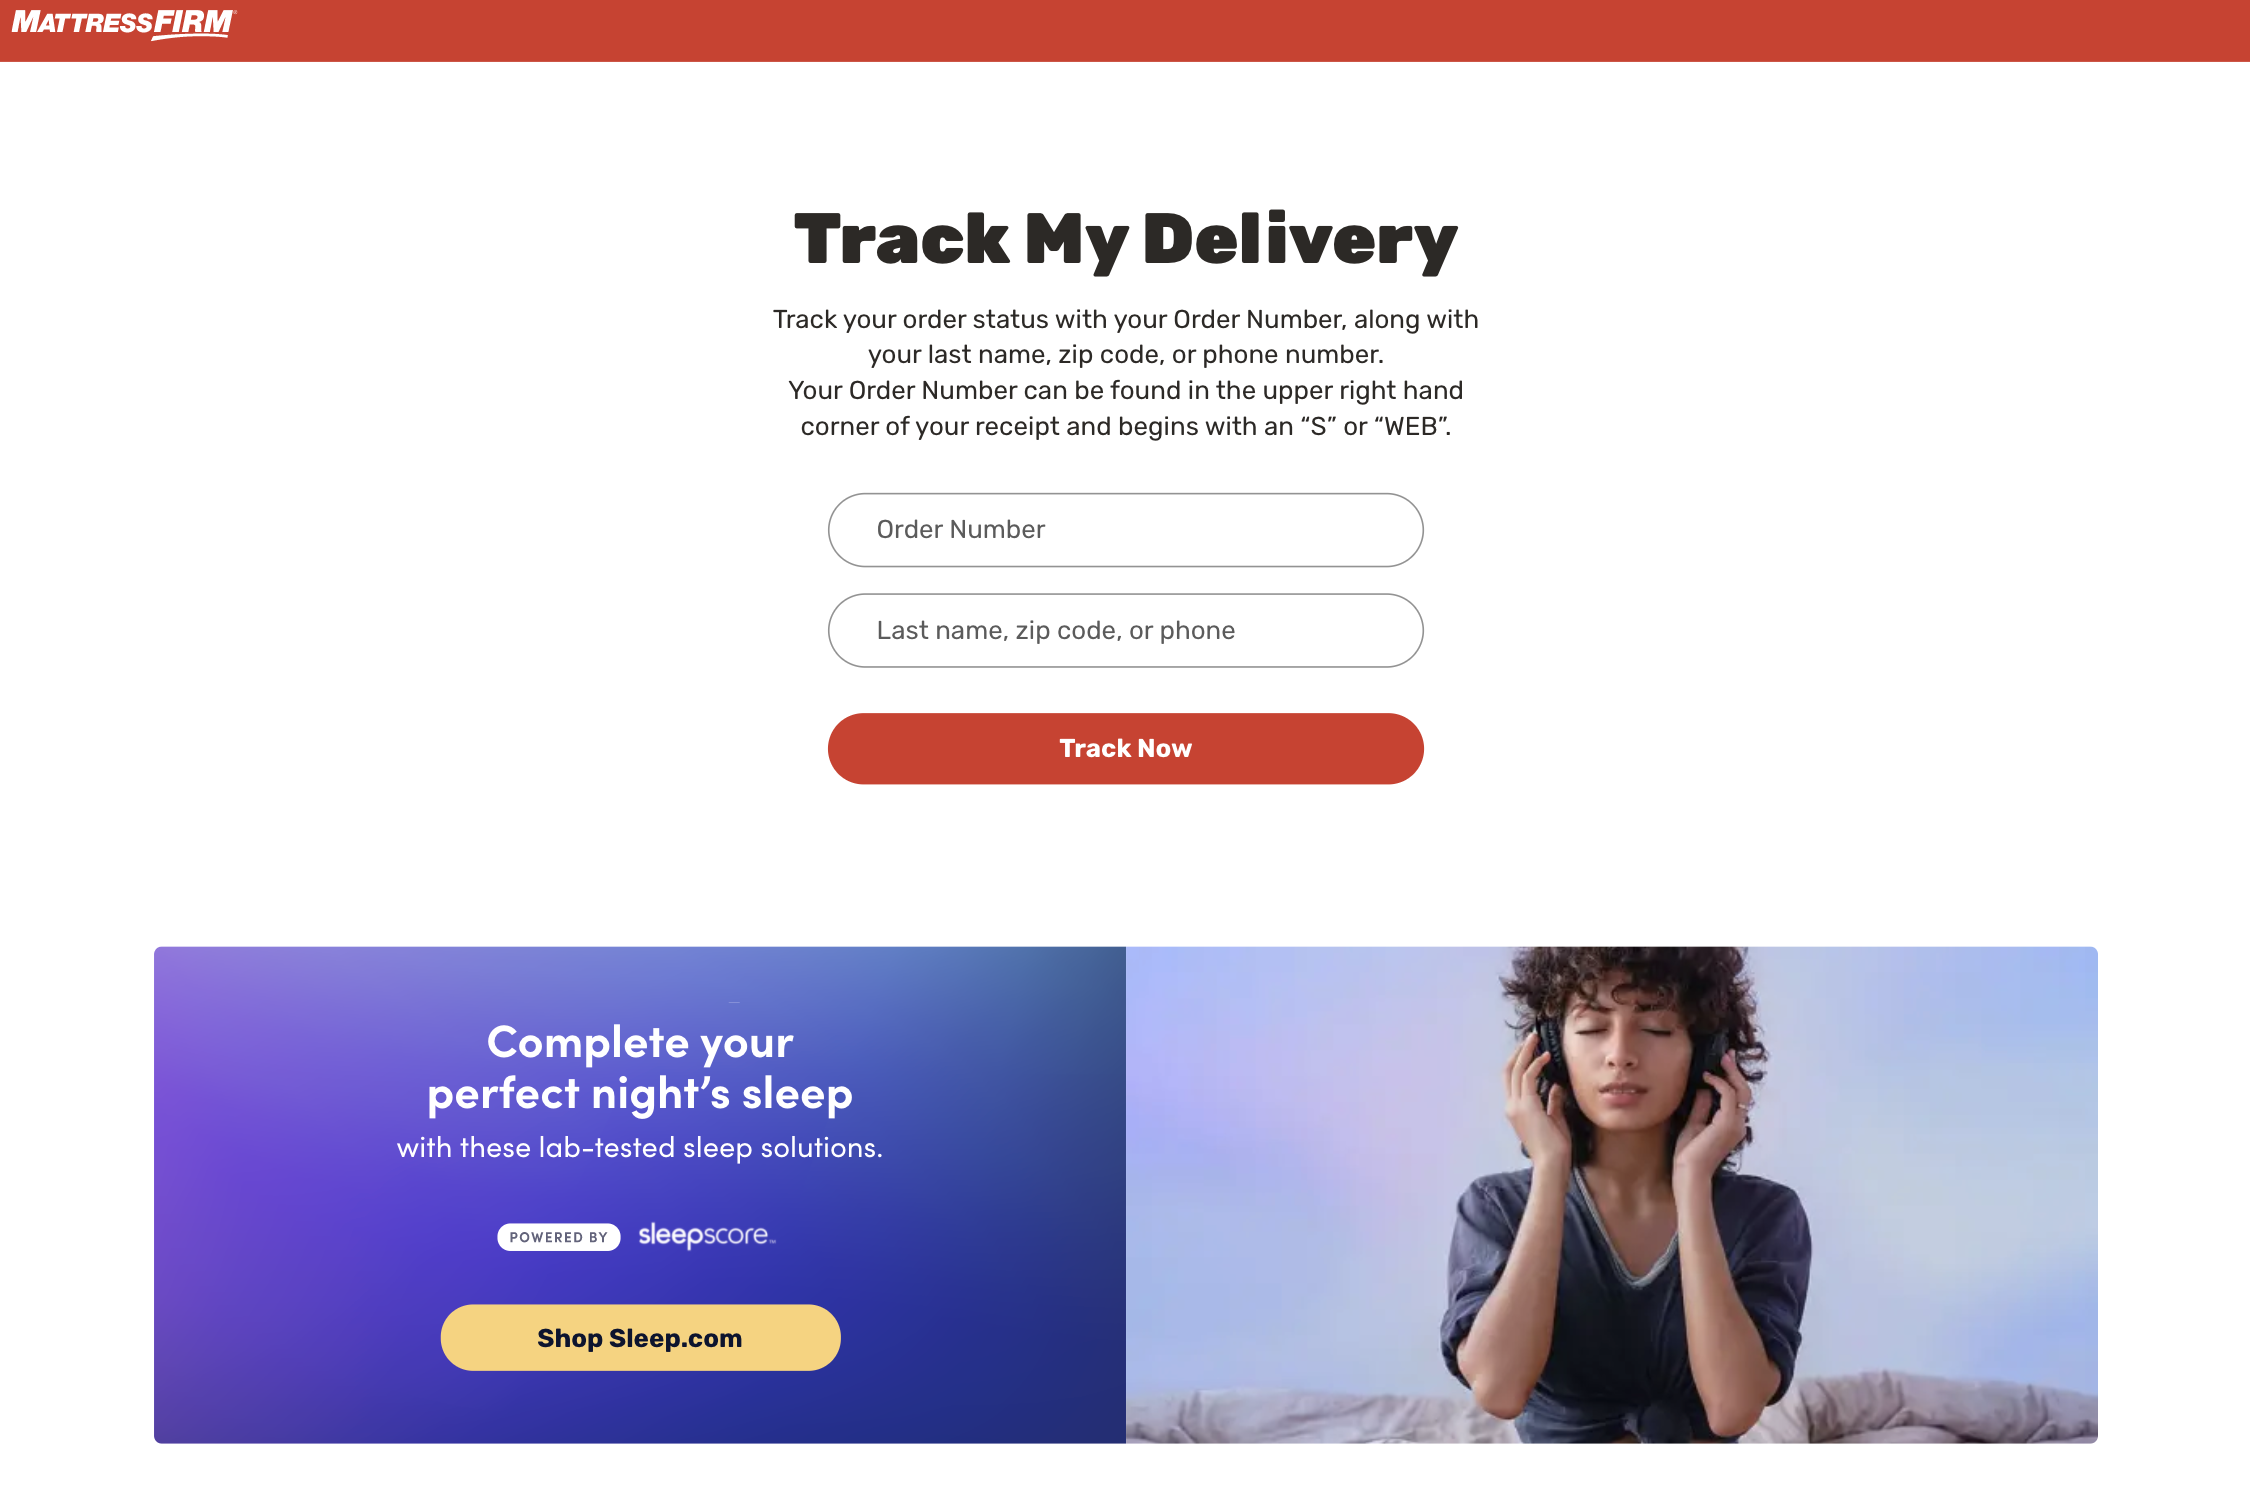 MATTRESSFIRM
Track My Delivery
Track your order status with your Order Number, along with
your last name, zip code, or phone number.
Your Order Number can be found in the upper right hand
corner of your receipt and begins with an “S” or “WEB”.
Order Number
Last name, zip code, or phone
Track Now
Complete your
perfect night’s sleep
with these lab-tested sleep solutions.
POWERED BY sleepscore™
Shop Sleep.com